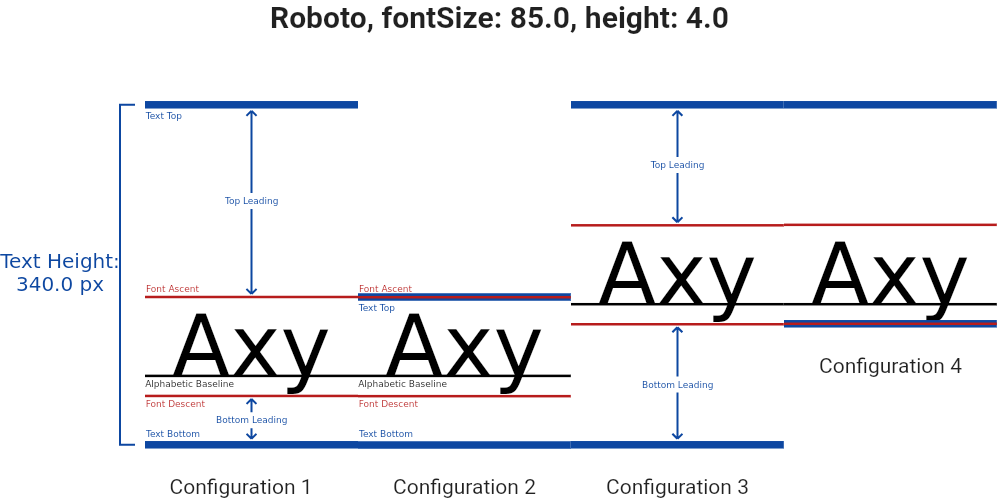 Roboto, fontSize: 85.0, height: 4.0
Text Top
Top Leading
Top Leading
Text Height:
340.0 px
Font Ascent
Font Ascent
Text Top
Axy
Axy
Axy
Axy
Alphabetic Baseline
Alphabetic Baseline
Bottom Leading
Configuration 4
Font Descent
Font Descent
Bottom Leading
Text Bottom
Text Bottom
Configuration 1
Configuration 2
Configuration 3